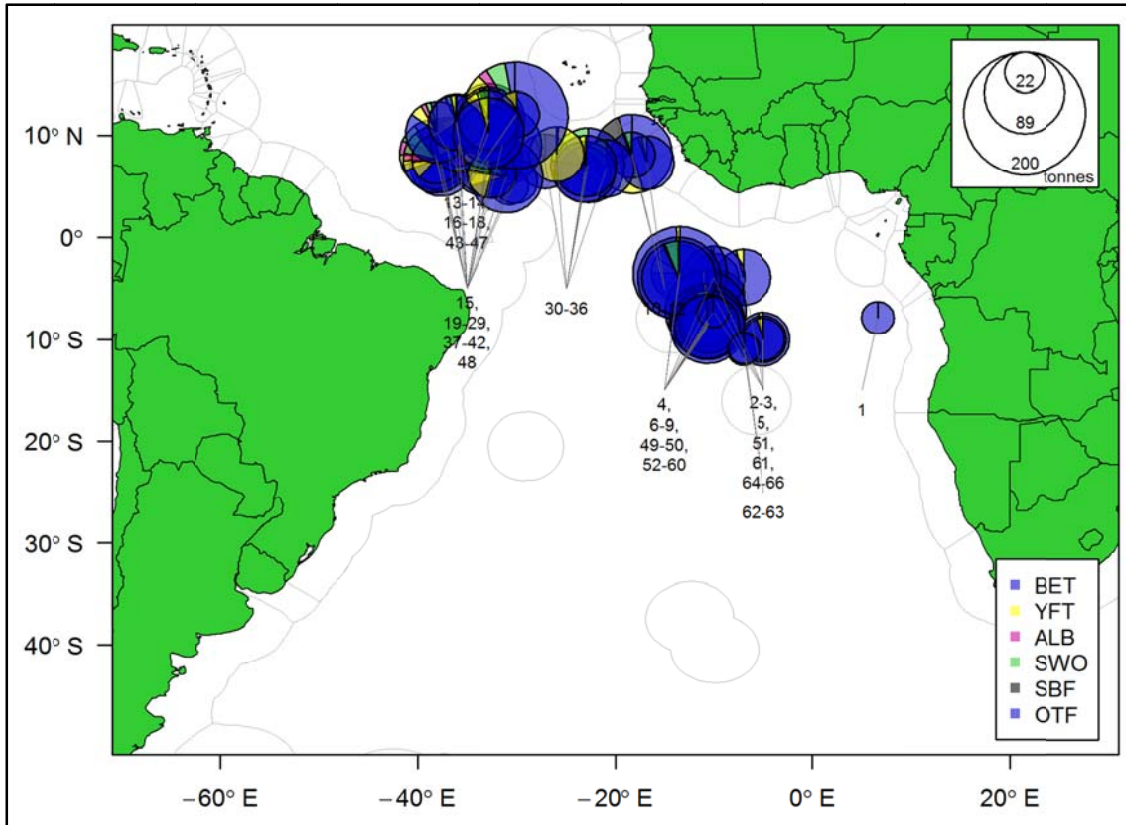 22
89
200
tonnes
10° N
0°
10° S
20° S
30° S
40° S
16-18,
43-47
15,
19-29,
37-42,
48
30-36
4,
6-9,
49-50,
52-60
2-3,
5,
51,
61,
64-66
62-63
1
BET
YFT
ALB
SWO
SBF
OTF
−60° E
−40° E
−20° E
0° E
20° E